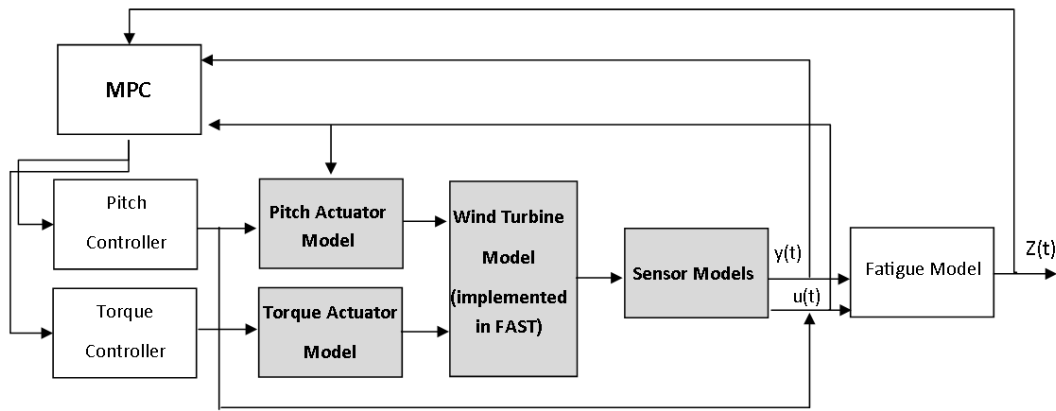 MPC
Pitch
Controller
Pitch Actuator
Model
Wind Turbine
Model
(implemented
in FAST)
Sensor Models
y(t)
u(t)
Fatigue Model
Z(t)
Torque
Controller
Torque Actuator
Model